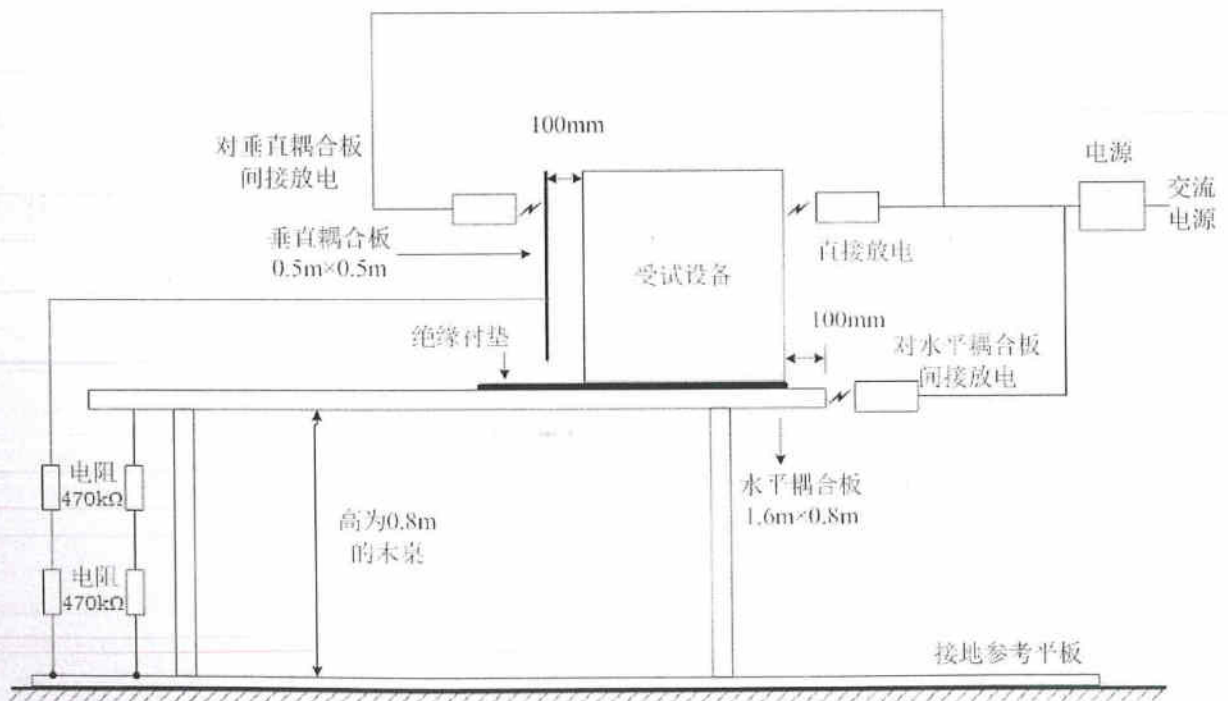 100mm
对垂直耦合板
间接放电
电源
交流
电源
垂直耦合板
0.5m×0.5m
直接放电
受试设备
100mm
绝缘衬垫
对水平耦合板
间接放电
水平耦合板
1.6m×0.8m
电阻
470kΩ
高为0.8m
的木桌
电阻
470kΩ
接地参考平板